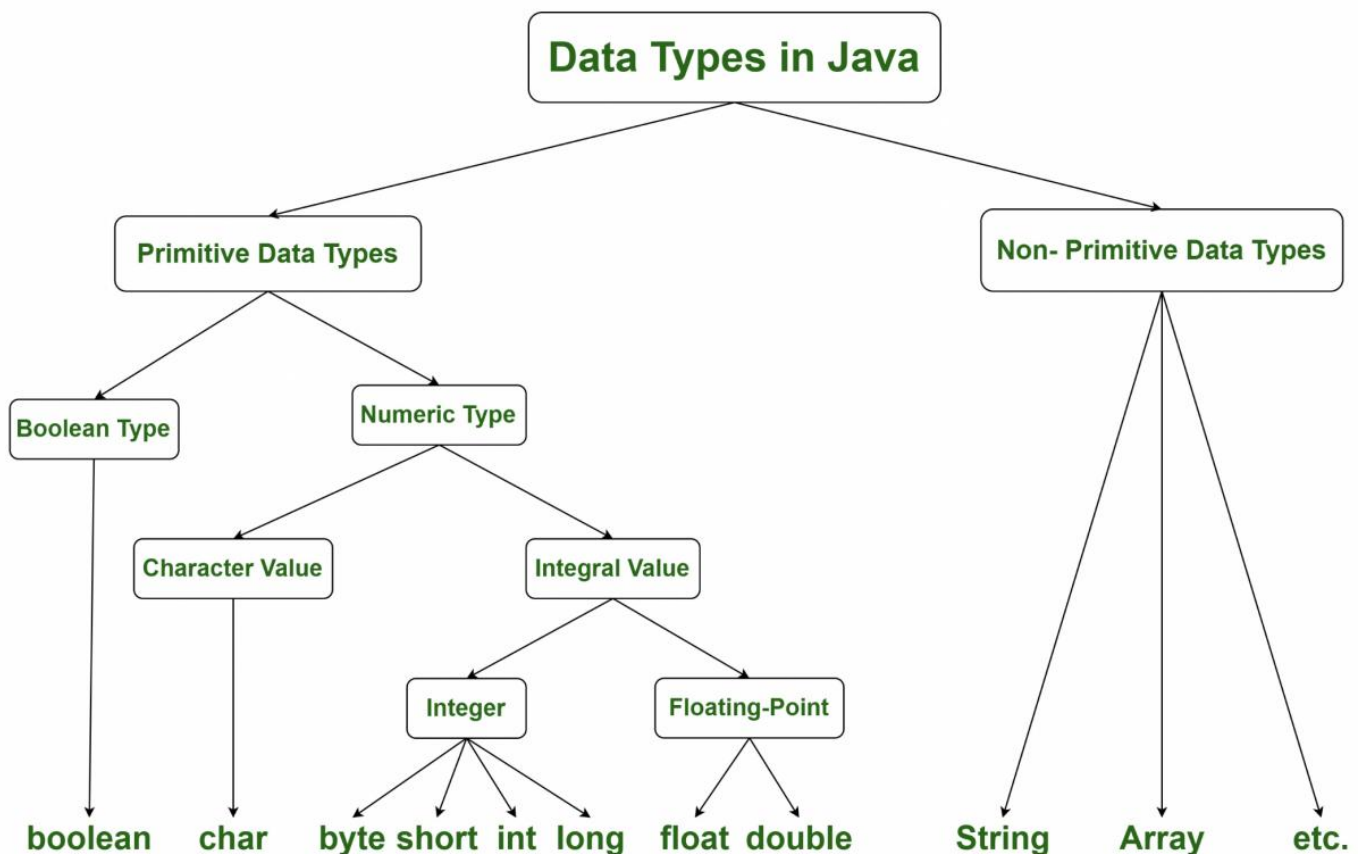 Data Types in Java
Primitive Data Types
Non- Primitive Data Types
Boolean Type
Numeric Type
Character Value
Integral Value
Integer
Floating-Point
boolean
char
byte
short
int
long
float
double
String
Array
etc.